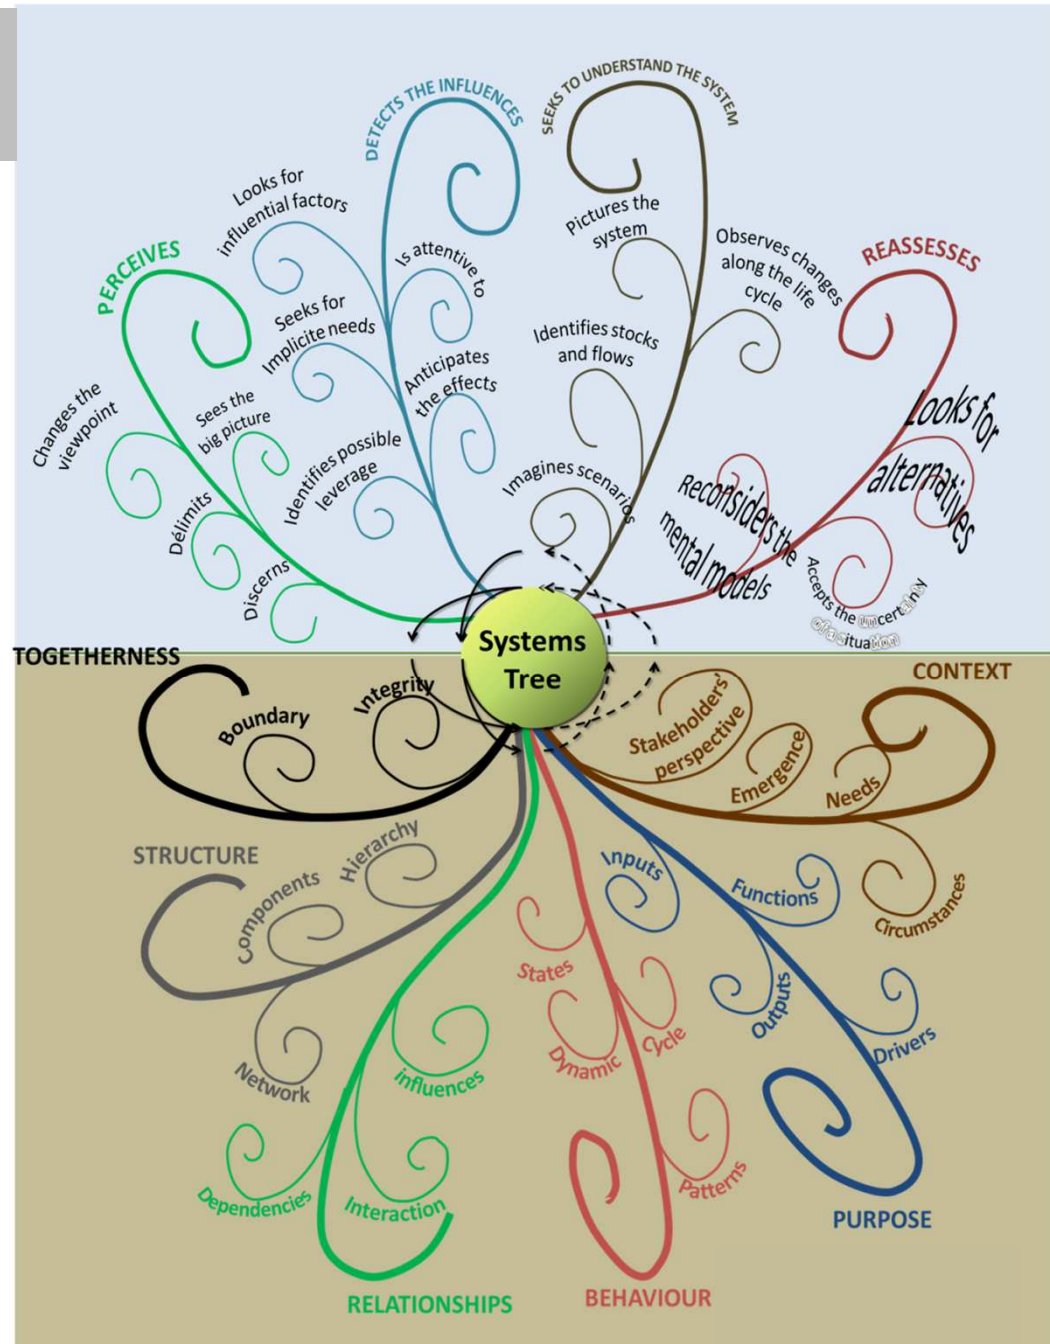 DETECTS THE INFLUENCES
SEEKS TO UNDERSTAND THE SYSTEM
Looks for
influential factors
Pictures the
system
Observes changes
along the life
cycle
REASSESSES
PERCEIVES
Is attentive to
Seeks for
Implicite needs
Identifies stocks
and flows
Anticipates
the effects
Changes the
viewpoint
Sees the
big picture
Looks for
alternatives
Identifies possible
leverage
Imagines scenarios
Reconsiders the
mental models
Délimits
Discerns
Accepts the uncertainty
of a situation
Systems
Tree
TOGETHERNESS
CONTEXT
Integrity
Boundary
Stakeholders'
perspective
Emergence
Needs
Circumstances
STRUCTURE
Hierarchy
Components
Network
Inputs
Functions
Outputs
Drivers
States
Dynamic
Cycle
Patterns
influences
Dependencies
Interaction
PURPOSE
RELATIONSHIPS
BEHAVIOUR